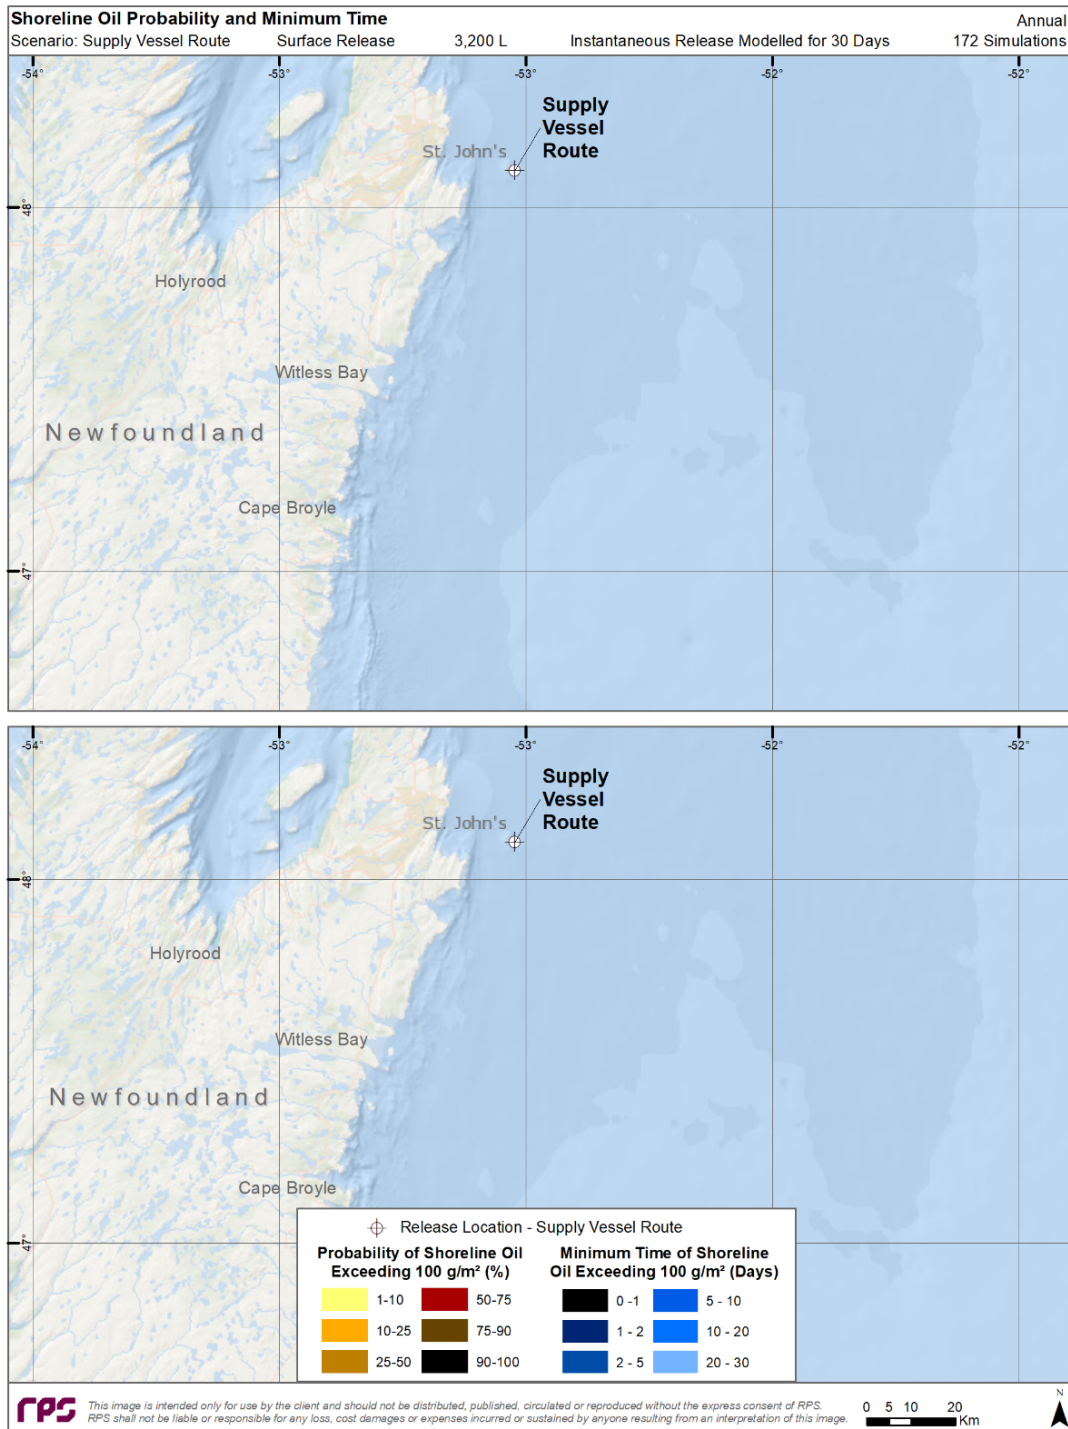 Shoreline Oil Probability and Minimum Time
Annual
Scenario: Supply Vessel Route Surface Release 3,200 L Instantaneous Release Modelled for 30 Days 172 Simulations
-54° -53° -53° -52° -52°
Supply
Vessel
Route
St. John's
48°
Holyrood
Witless Bay
Newfoundland
Cape Broyle
47°
-54° -53° -53° -52° -52°
Supply
Vessel
Route
St. John's
48°
Holyrood
Witless Bay
Newfoundland
Cape Broyle
47°
Release Location - Supply Vessel Route
Probability of Shoreline Oil
Exceeding 100 g/m² (%)
1-10 50-75
10-25 75-90
25-50 90-100
Minimum Time of Shoreline
Oil Exceeding 100 g/m² (Days)
0 -1 5 - 10
1 - 2 10 - 20
2 - 5 20 - 30
rps
This image is intended only for use by the client and should not be distributed, published, circulated or reproduced without the express consent of RPS.
RPS shall not be liable or responsible for any loss, cost damages or expenses incurred or sustained by anyone resulting from an interpretation of this image.
0 5 10 20
Km
N